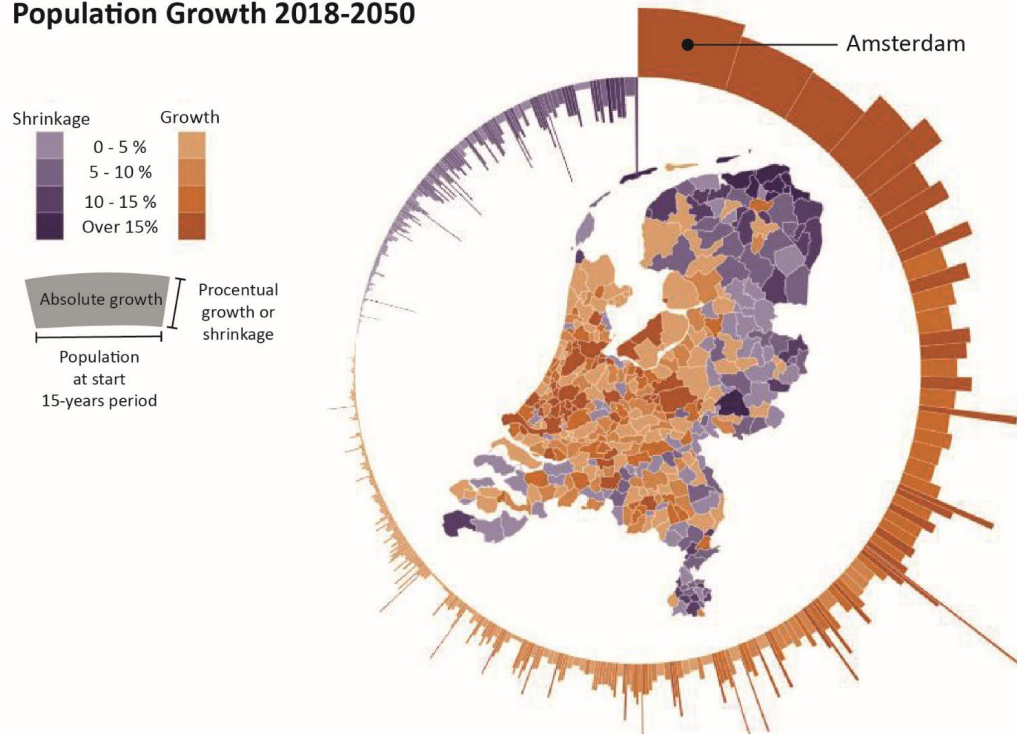 Population Growth 2018-2050
Amsterdam
Shrinkage
Growth
0 - 5 %
5 - 10 %
10 - 15 %
Over 15%
Absolute growth
Procentual
growth or
shrinkage
Population
at start
15-years period